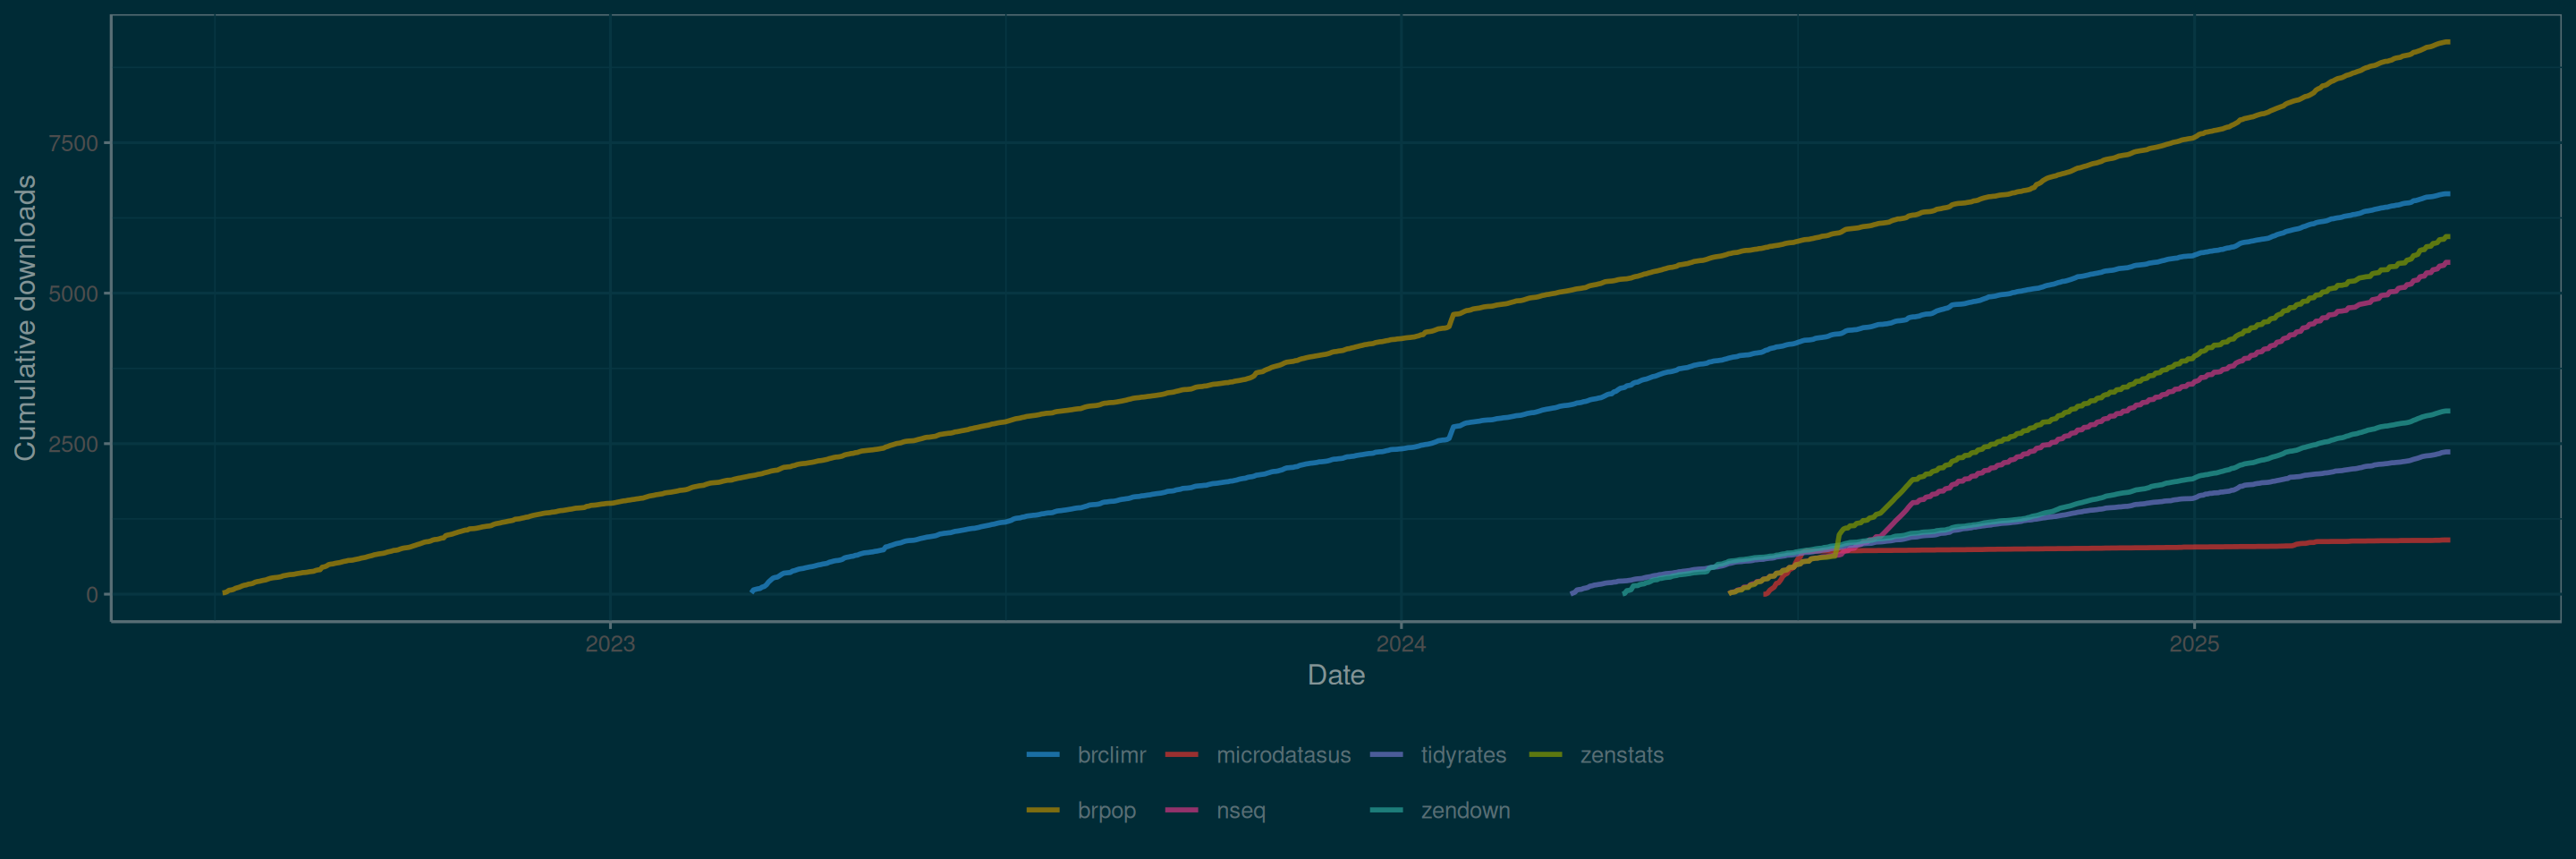 Cumulative downloads
7500
5000
2500
0
2023 2024 2025
Date
brclimr microdatasus tidyrates zenstats
brpop nseq zendown